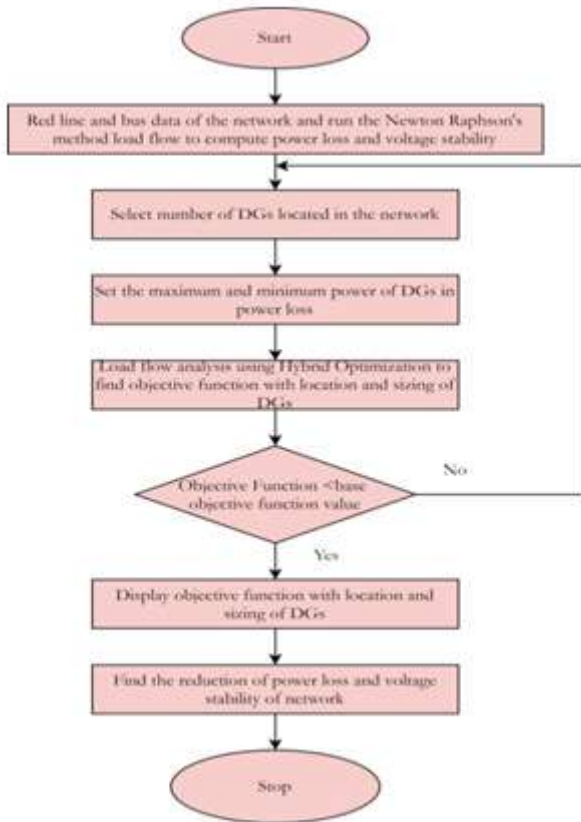 Start
Red line and bus data of the network and run the Newton Raphson's
method load flow to compute power loss and voltage stability
Select number of DGs located in the network
Set the maximum and minimum power of DGs in
power loss
Load flow analysis using Hybrid Optimization to
find objective function with location and sizing of
DGs
Objective Function <base
objective function value
No
Yes
Display objective function with location and
sizing of DGs
Find the reduction of power loss and voltage
stability of network
Stop